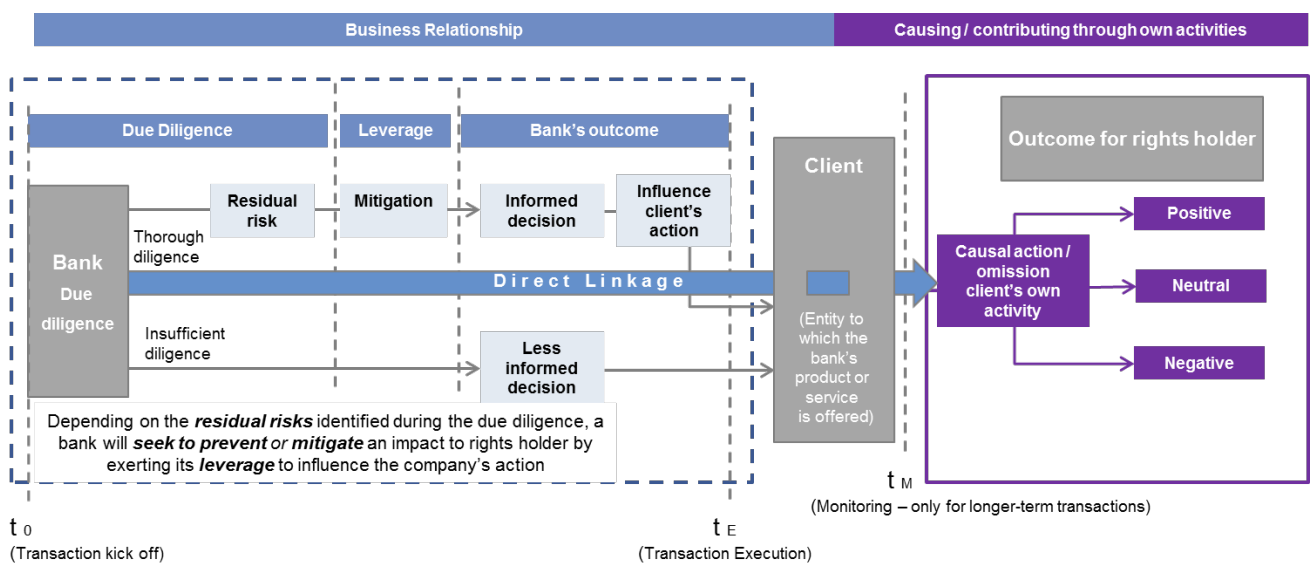 Business Relationship
Causing / contributing through own activities
Due Diligence
Leverage
Bank's outcome
Bank
Due
diligence
Thorough
diligence
Residual
risk
Mitigation
Informed
decision
Influence
client's
action
Direct Linkage
Insufficient
diligence
Less
informed
decision
Depending on the residual risks identified during the due diligence, a
bank will seek to prevent or mitigate an impact to rights holder by
exerting its leverage to influence the company's action
Client
(Entity to
which the
bank's
product or
service
is offered)
Outcome for rights
holder
Causal action /
omission
client's own
activity
Positive
Neutral
Negative
t 0
(Transaction kick off)
t E
(Transaction Execution)
t M
(Monitoring – only for longer-term transactions)